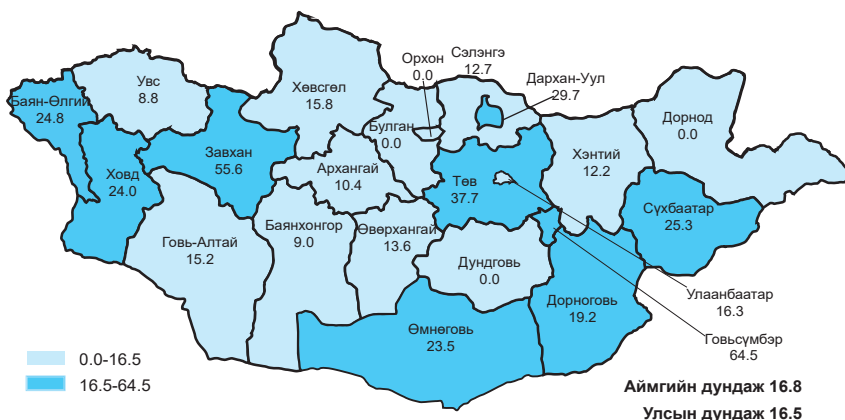 Орхон
0.0
Сэлэнгэ
12.7
Увс
8.8
Хөвсгөл
15.8
Дархан-Уул
29.7
Баян-Өлгий
24.8
Булган
0.0
Дорнод
0.0
Завхан
55.6
Хэнтий
12.2
Ховд
24.0
Архангай
10.4
Төв
37.7
Сүхбаатар
25.3
Говь-Алтай
15.2
Баянхонгор
9.0
Өвөрхангай
13.6
Дундговь
0.0
Улаанбаатар
16.3
Дорноговь
19.2
Өмнөговь
23.5
Говьсүмбэр
64.5
0.0-16.5
16.5-64.5
Аймгийн дундаж 16.8
Улсын дундаж 16.5